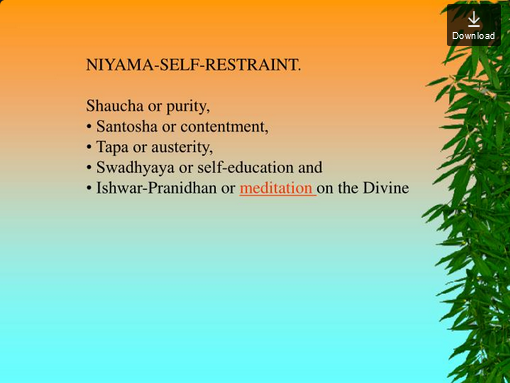 Download
NIYAMA-SELF-RESTRAINT.
Shaucha or purity,
• Santosha or contentment,
• Tapa or austerity,
• Swadhyaya or self-education and
• Ishwar-Pranidhan or meditation on the Divine